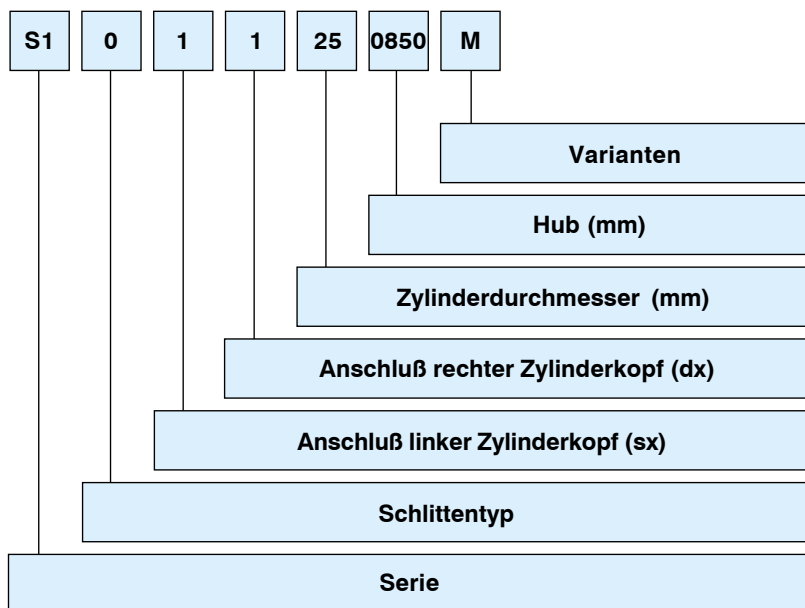 S1 0 1 1 25 0850 M
Varianten
Hub (mm)
Zylinderdurchmesser (mm)
Anschluß rechter Zylinderkopf (dx)
Anschluß linker Zylinderkopf (sx)
Schlittentyp
Serie